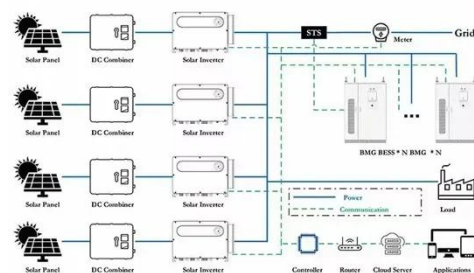 STS
Meter
Grid
Solar Panel
DC Combiner
Solar Inverter
Solar Panel
DC Combiner
Solar Inverter
BMG BESS * N BMG * N
Solar Panel
DC Combiner
Solar Inverter
Power
Communication
Load
Solar Panel
DC Combiner
Solar Inverter
Controller
Router
Cloud Server
Applications